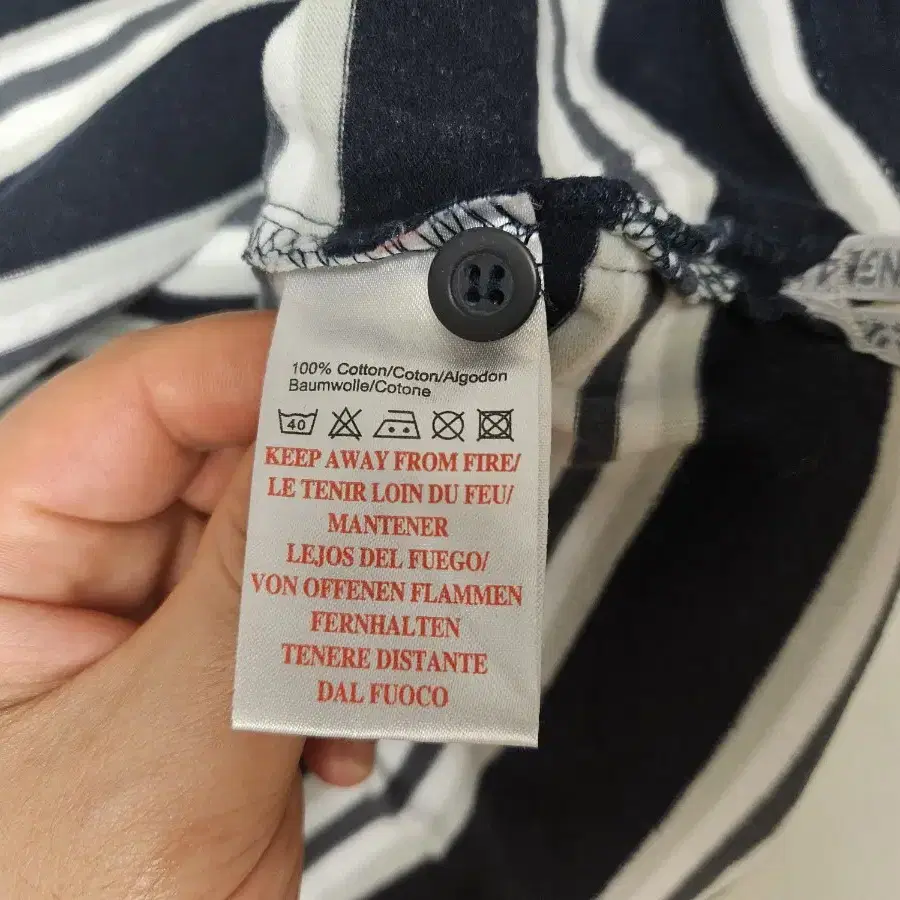 100% Cotton/Coton/Algodon
Baumwolle/Cotone
40
KEEP AWAY FROM FIRE/
LE TENIR LOIN DU FEU/
MANTENER
LEJOS DEL FUEGO/
VON OFFENEN FLAMMEN
FERNHALTEN
TENERE DISTANTE
DAL FUOCO